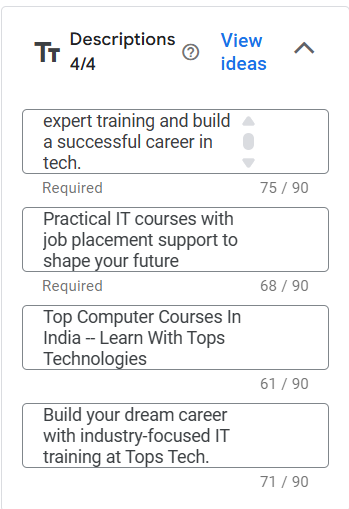 Descriptions
4/4
View
ideas
expert training and build
a successful career in
tech.
Required
75 / 90
Practical IT courses with
job placement support to
shape your future
Required
68 / 90
Top Computer Courses In
India -- Learn With Tops
Technologies
61 / 90
Build your dream career
with industry-focused IT
training at Tops Tech.
71 / 90